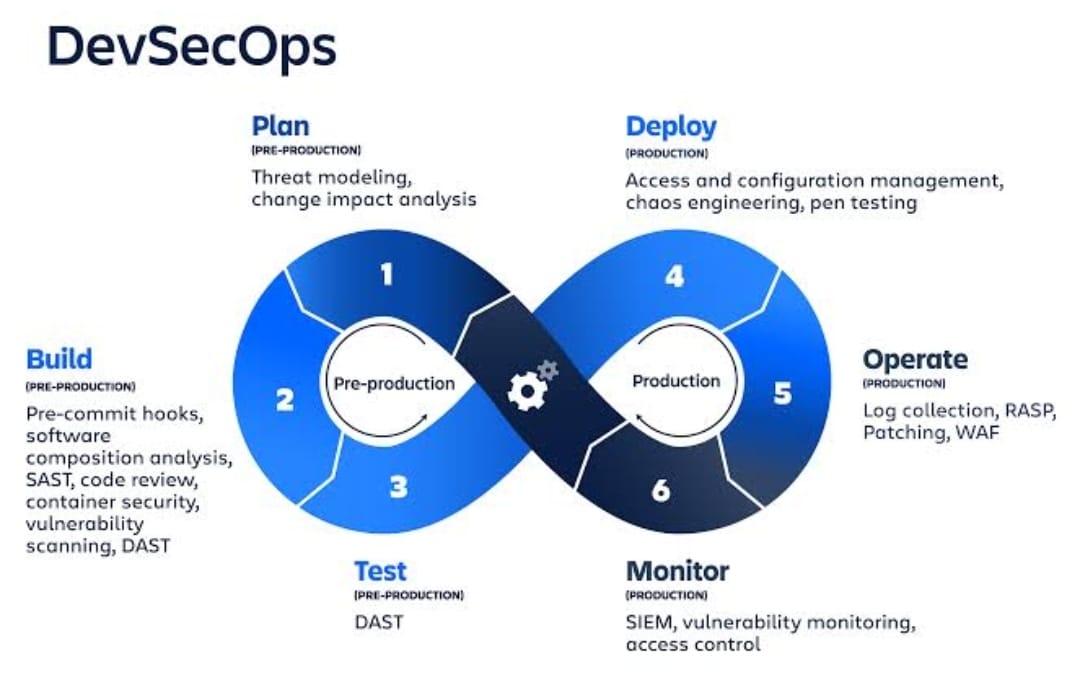 DevSecOps
Plan
(PRE-PRODUCTION)
Threat modeling,
change impact analysis
Deploy
(PRODUCTION)
Access and configuration management,
chaos engineering, pen testing
1
4
Build
(PRE-PRODUCTION)
Pre-commit hooks,
software
composition analysis,
SAST, code review,
container security,
vulnerability
scanning, DAST
2
Pre-production
Production
5
Operate
(PRODUCTION)
Log collection, RASP,
Patching, WAF
3
6
Test
(PRE-PRODUCTION)
DAST
Monitor
(PRODUCTION)
SIEM, vulnerability monitoring,
access control